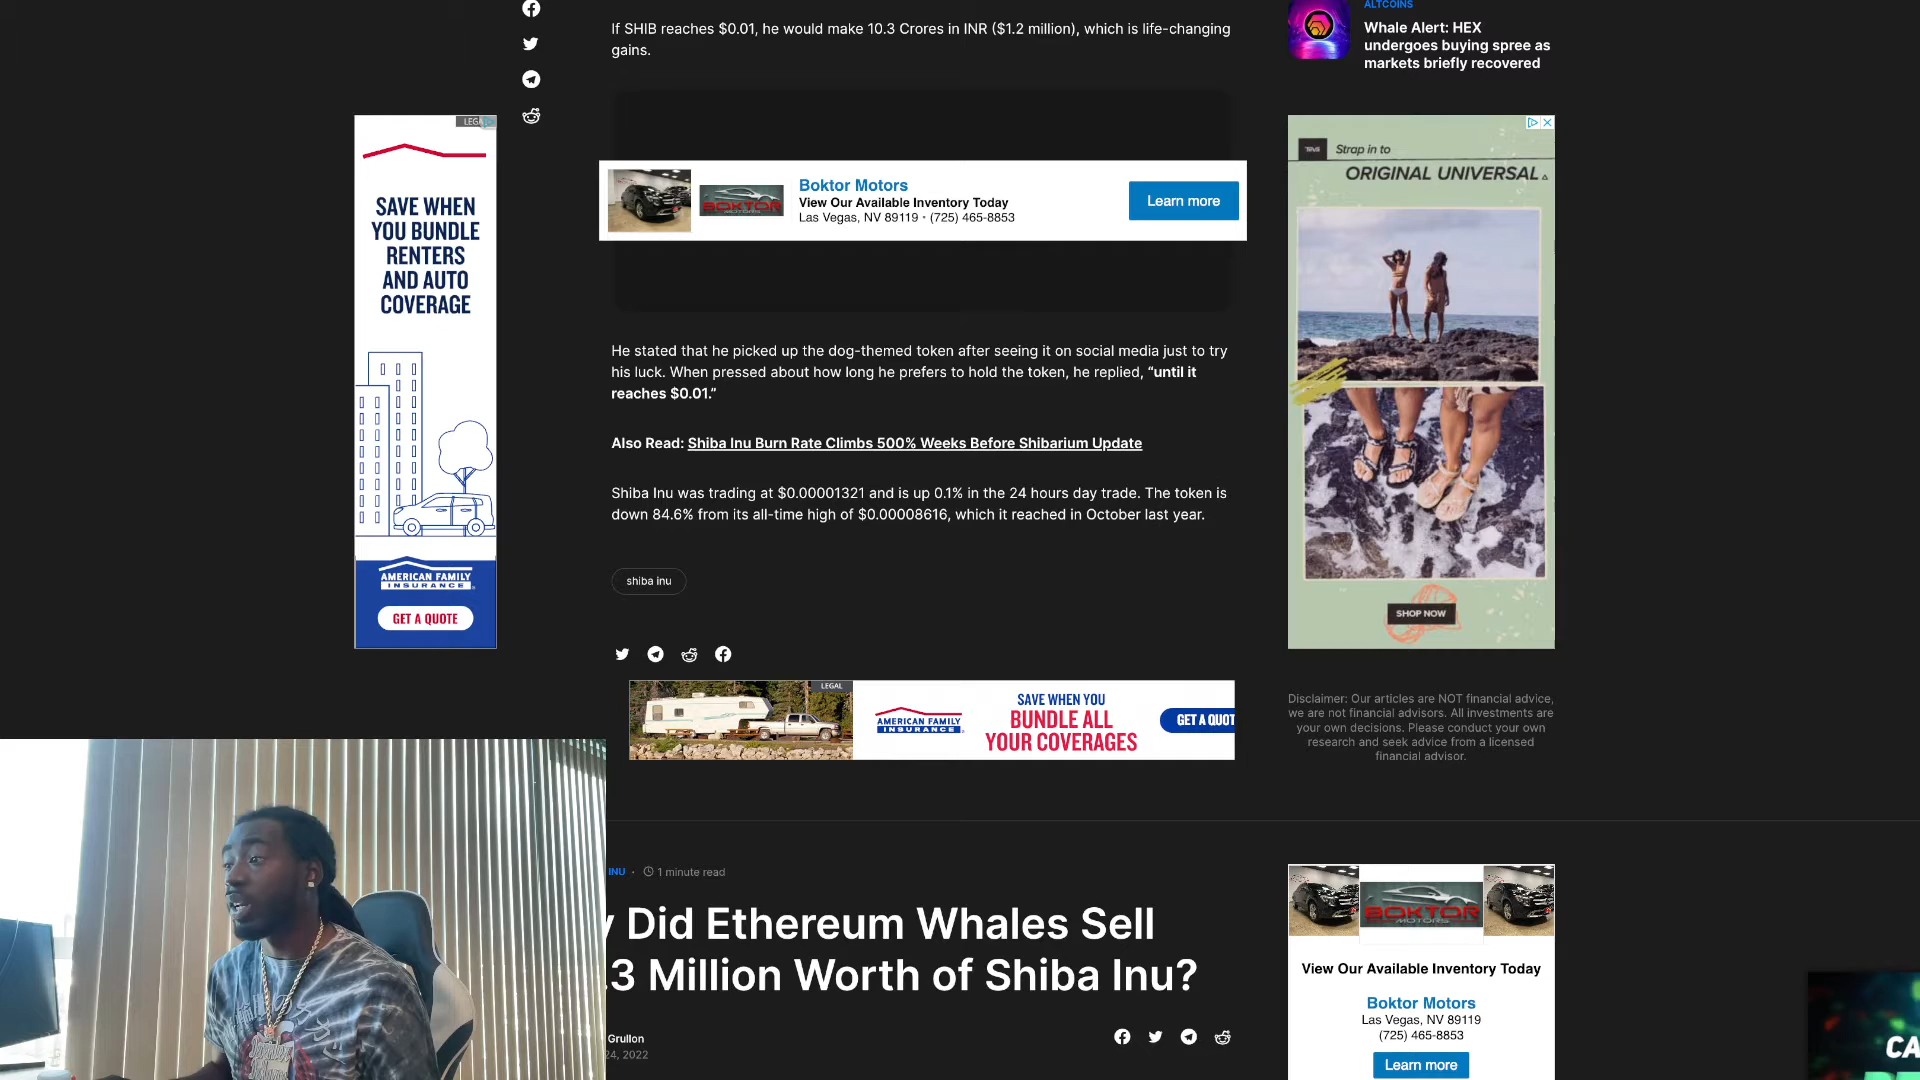 If SHIB reaches $0.01, he would make 10.3 Crores in INR ($1.2 million), which is life-changing
gains.
ALTCOINS
Whale Alert: HEX
undergoes buying spree as
markets briefly recovered
SAVE WHEN
YOU BUNDLE
RENTERS
AND AUTO
COVERAGE
AMERICAN FAMILY
INSURANCE
GET A QUOTE
BOKTOR
MOTORS
Boktor Motors
View Our Available Inventory Today
Las Vegas, NV 89119 • (725) 465-8853
Learn more
Teva
Strap in to
ORIGINAL UNIVERSAL
SHOP NOW
He stated that he picked up the dog-themed token after seeing it on social media just to try
his luck. When pressed about how long he prefers to hold the token, he replied, “until it
reaches $0.01.”
Also Read: Shiba Inu Burn Rate Climbs 500% Weeks Before Shibarium Update
Shiba Inu was trading at $0.00001321 and is up 0.1% in the 24 hours day trade. The token is
down 84.6% from its all-time high of $0.00008616, which it reached in October last year.
shiba inu
LEGAL
AMERICAN FAMILY
INSURANCE
SAVE WHEN YOU
BUNDLE ALL
YOUR COVERAGES
GET A QUOT
Disclaimer: Our articles are NOT financial advice,
we are not financial advisors. All investments are
your own decisions. Please conduct your own
research and seek advice from a licensed
financial advisor.
INU · 1 minute read
y Did Ethereum Whales Sell
.3 Million Worth of Shiba Inu?
Grullon
24, 2022
BOKTOR
MOTORS
View Our Available Inventory Today
Boktor Motors
Las Vegas, NV 89119
(725) 465-8853
Learn more
CA